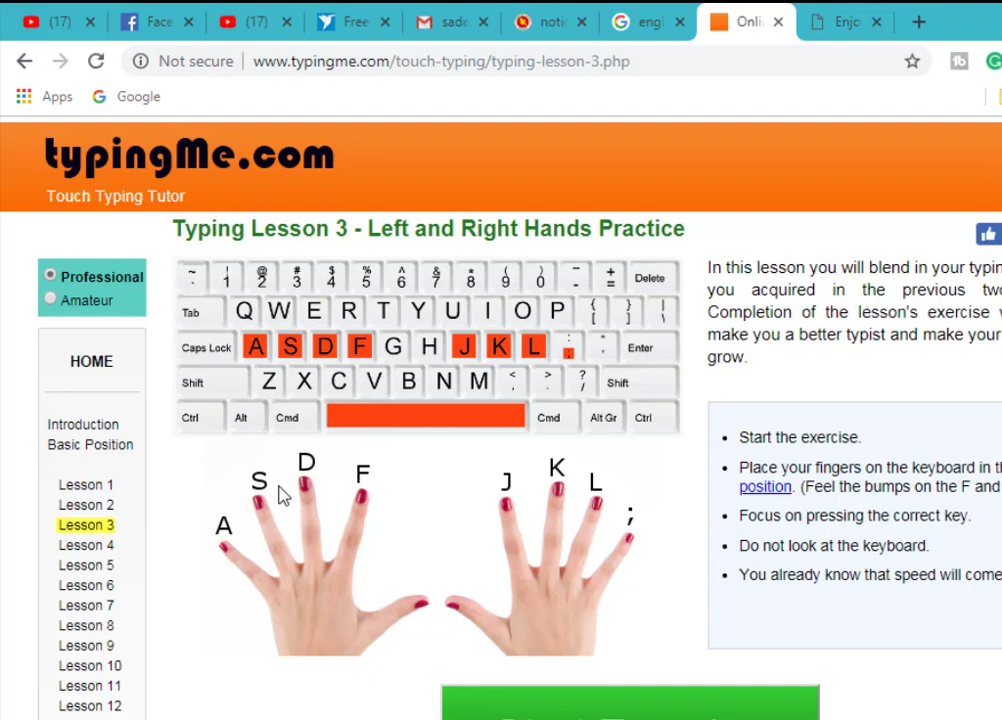 (17) Face (17) Free sade notic engl Onli Enjo
Not secure www.typingme.com/touch-typing/typing-lesson-3.php
Apps Google
typingMe.com
Touch Typing Tutor
Typing Lesson 3 - Left and Right Hands Practice
Professional
Amateur
HOME
Introduction
Basic Position
Lesson 1
Lesson 2
Lesson 3
Lesson 4
Lesson 5
Lesson 6
Lesson 7
Lesson 8
Lesson 9
Lesson 10
Lesson 11
Lesson 12
~ ! @ # $ % ^ & * ( ) _ +
` 1 2 3 4 5 6 7 8 9 0 - = Delete
Tab Q W E R T Y U I O P { [ } ] | \
Caps Lock A S D F G H J K L : ; Enter
Shift Z X C V B N M < , > . ? / Shift
Ctrl Alt Cmd Cmd Alt Gr Ctrl
A S D F J K L ;
In this lesson you will blend in your typin
you acquired in the previous two
Completion of the lesson's exercise w
make you a better typist and make your
grow.
Start the exercise.
Place your fingers on the keyboard in th
position. (Feel the bumps on the F and
Focus on pressing the correct key.
Do not look at the keyboard.
You already know that speed will come